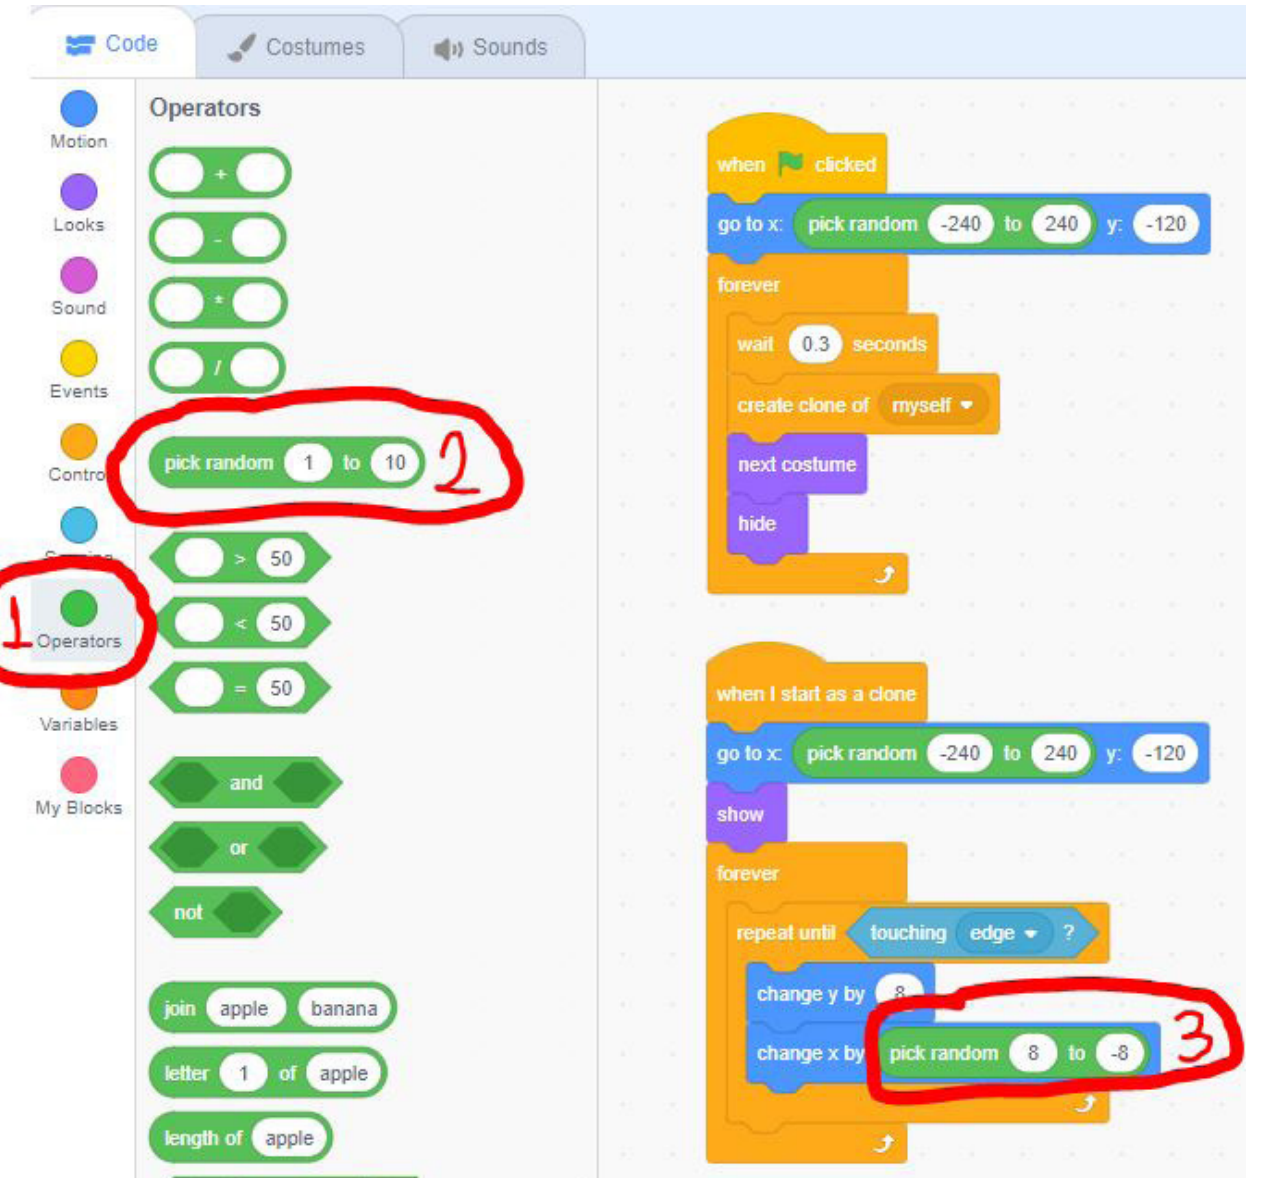 Code
Costumes
Sounds
Motion
Looks
Sound
Events
Contro
Operators
Variables
My Blocks
Operators
+
-
*
/
pick random 1 to 10
2
> 50
< 50
= 50
and
or
not
join apple banana
letter 1 of apple
length of apple
1
when clicked
go to x: pick random -240 to 240 y: -120
forever
wait 0.3 seconds
create clone of myself
next costume
hide
when I start as a clone
go to x: pick random -240 to 240 y: -120
show
forever
repeat until touching edge ?
change y by 8
change x by pick random 8 to -8
3